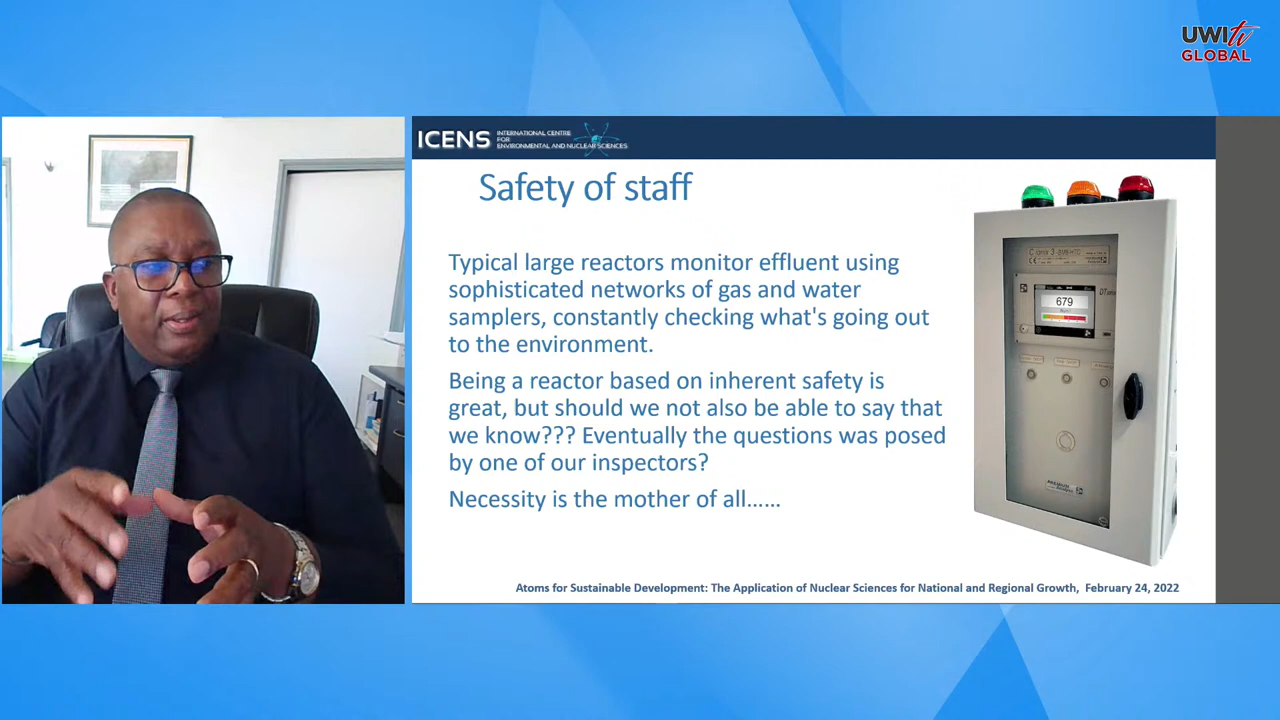 UWI tv
GLOBAL
ICENS
INTERNATIONAL CENTRE
FOR
ENVIRONMENTAL AND NUCLEAR SCIENCES
Safety of staff
Typical large reactors monitor effluent using
sophisticated networks of gas and water
samplers, constantly checking what's going out
to the environment.
Being a reactor based on inherent safety is
great, but should we not also be able to say that
we know??? Eventually the questions was posed
by one of our inspectors?
Necessity is the mother of all......
679
Atoms for Sustainable Development: The Application of Nuclear Sciences for National and Regional Growth, February 24, 2022